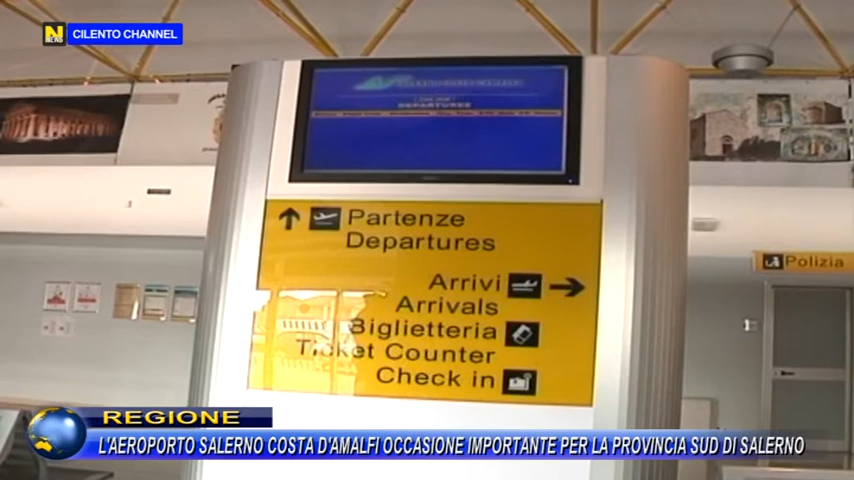 CILENTO CHANNEL
DEPARTURES
Partenze
Departures
Arrivi
Arrivals
Biglietteria
Ticket Counter
Check in
Polizia
REGIONE
L'AEROPORTO SALERNO COSTA D'AMALFI OCCASIONE IMPORTANTE PER LA PROVINCIA SUD DI SALERNO